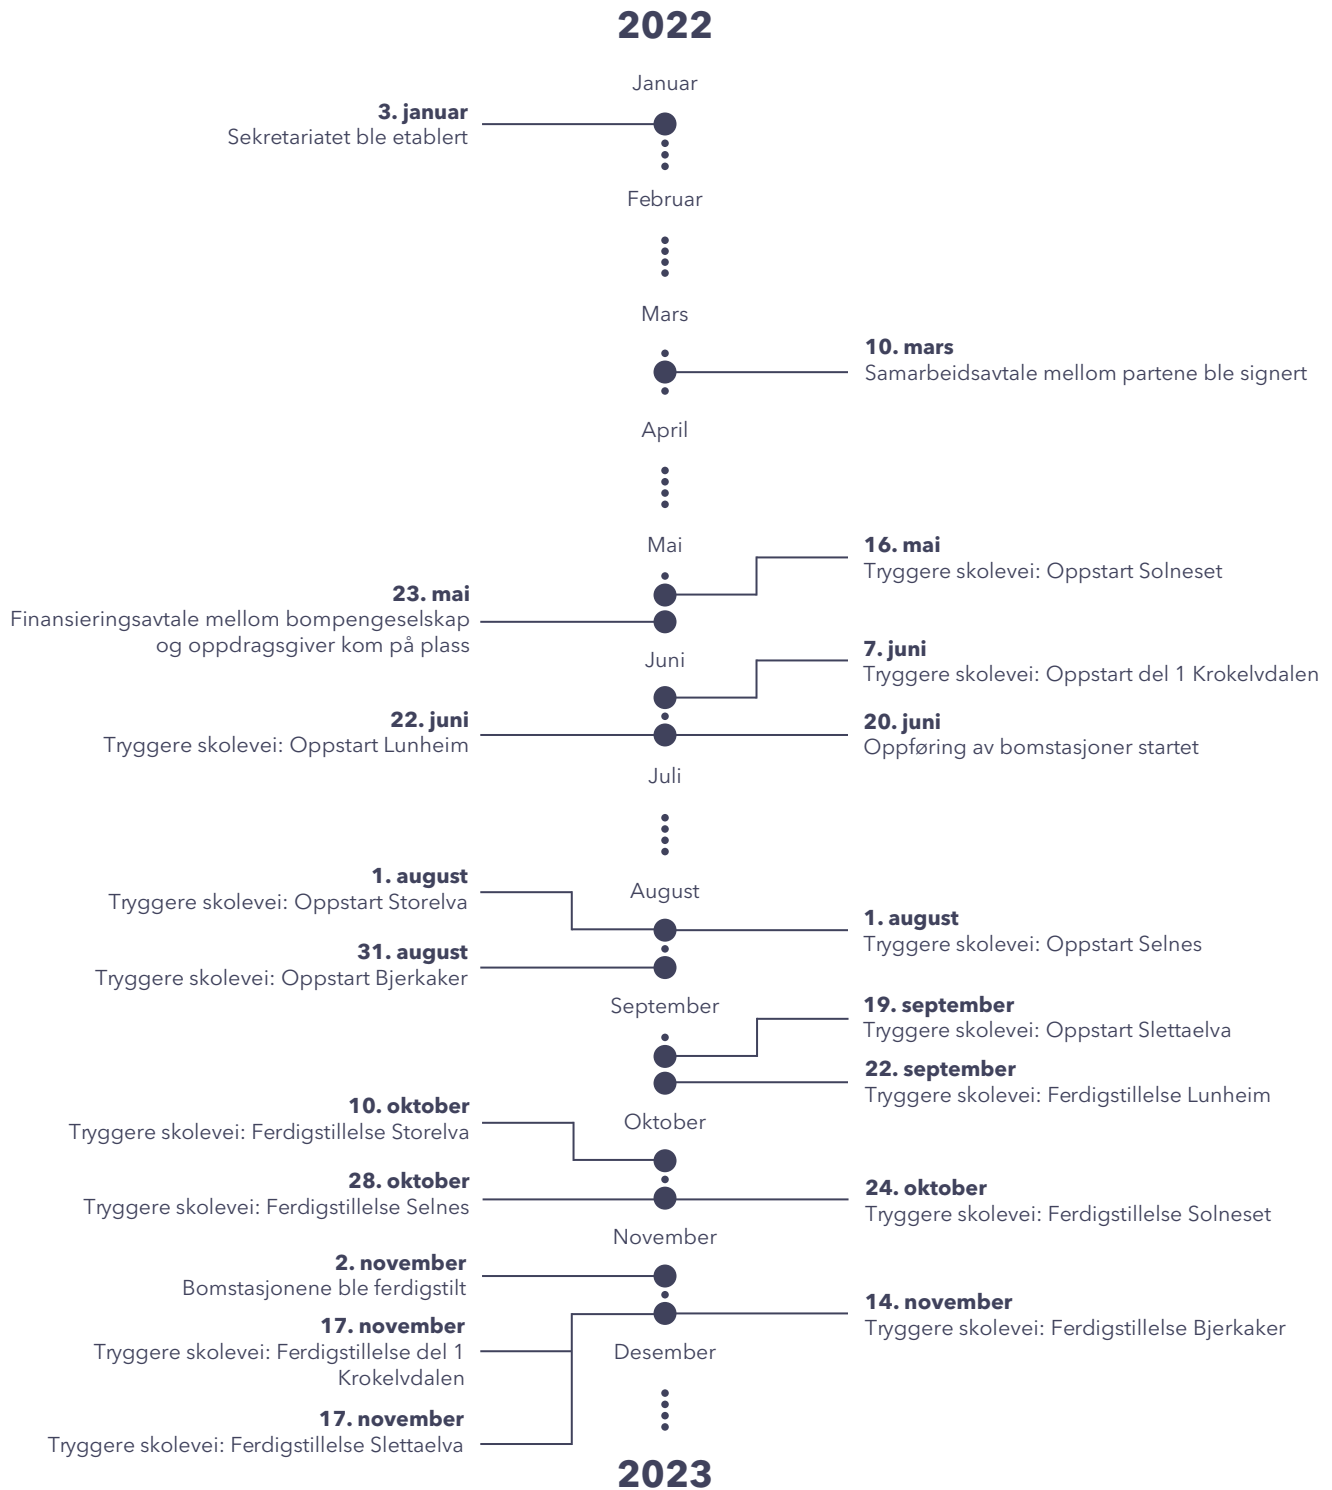 2022
Januar
3. januar
Sekretariatet ble etablert
Februar
Mars
10. mars
Samarbeidsavtale mellom partene ble signert
April
Mai
16. mai
Tryggere skolevei: Oppstart Solneset
23. mai
Finansieringsavtale mellom bompengeselskap
og oppdragsgiver kom på plass
Juni
7. juni
Tryggere skolevei: Oppstart del 1 Krokelvdalen
22. juni
Tryggere skolevei: Oppstart Lunheim
20. juni
Oppføring av bomstasjoner startet
Juli
1. august
Tryggere skolevei: Oppstart Storelva
August
1. august
Tryggere skolevei: Oppstart Selnes
31. august
Tryggere skolevei: Oppstart Bjerkaker
September
19. september
Tryggere skolevei: Oppstart Slettaelva
22. september
Tryggere skolevei: Ferdigstillelse Lunheim
10. oktober
Tryggere skolevei: Ferdigstillelse Storelva
Oktober
28. oktober
Tryggere skolevei: Ferdigstillelse Selnes
24. oktober
Tryggere skolevei: Ferdigstillelse Solneset
November
2. november
Bomstasjonene ble ferdigstilt
14. november
Tryggere skolevei: Ferdigstillelse Bjerkaker
17. november
Tryggere skolevei: Ferdigstillelse del 1
Krokelvdalen
Desember
17. november
Tryggere skolevei: Ferdigstillelse Slettaelva
2023